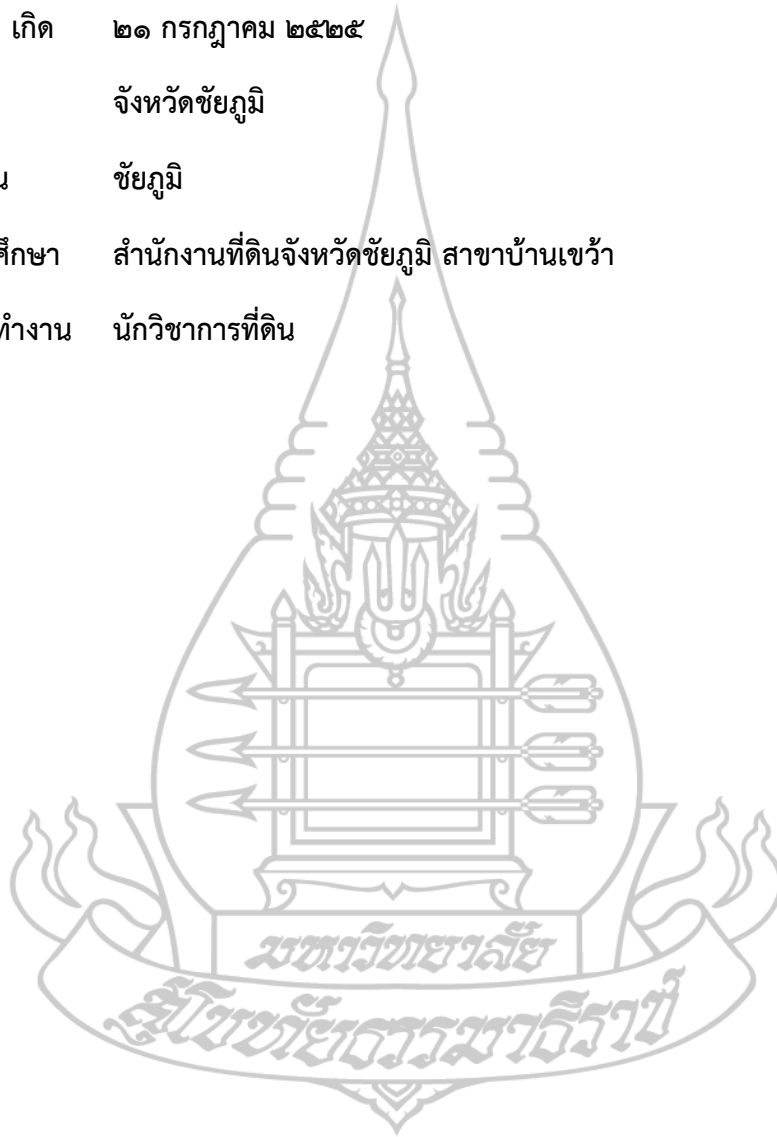 เกิด ๒๑ กรกฎาคม ๒๕๒๕
จังหวัดชัยภูมิ
น ชัยภูมิ
ศึกษา สำนักงานที่ดินจังหวัดชัยภูมิ สาขาบ้านเขว้า
ทำงาน นักวิชาการที่ดิน
มหาวิทยาลัย
สุโขทัยธรรมาธิราช